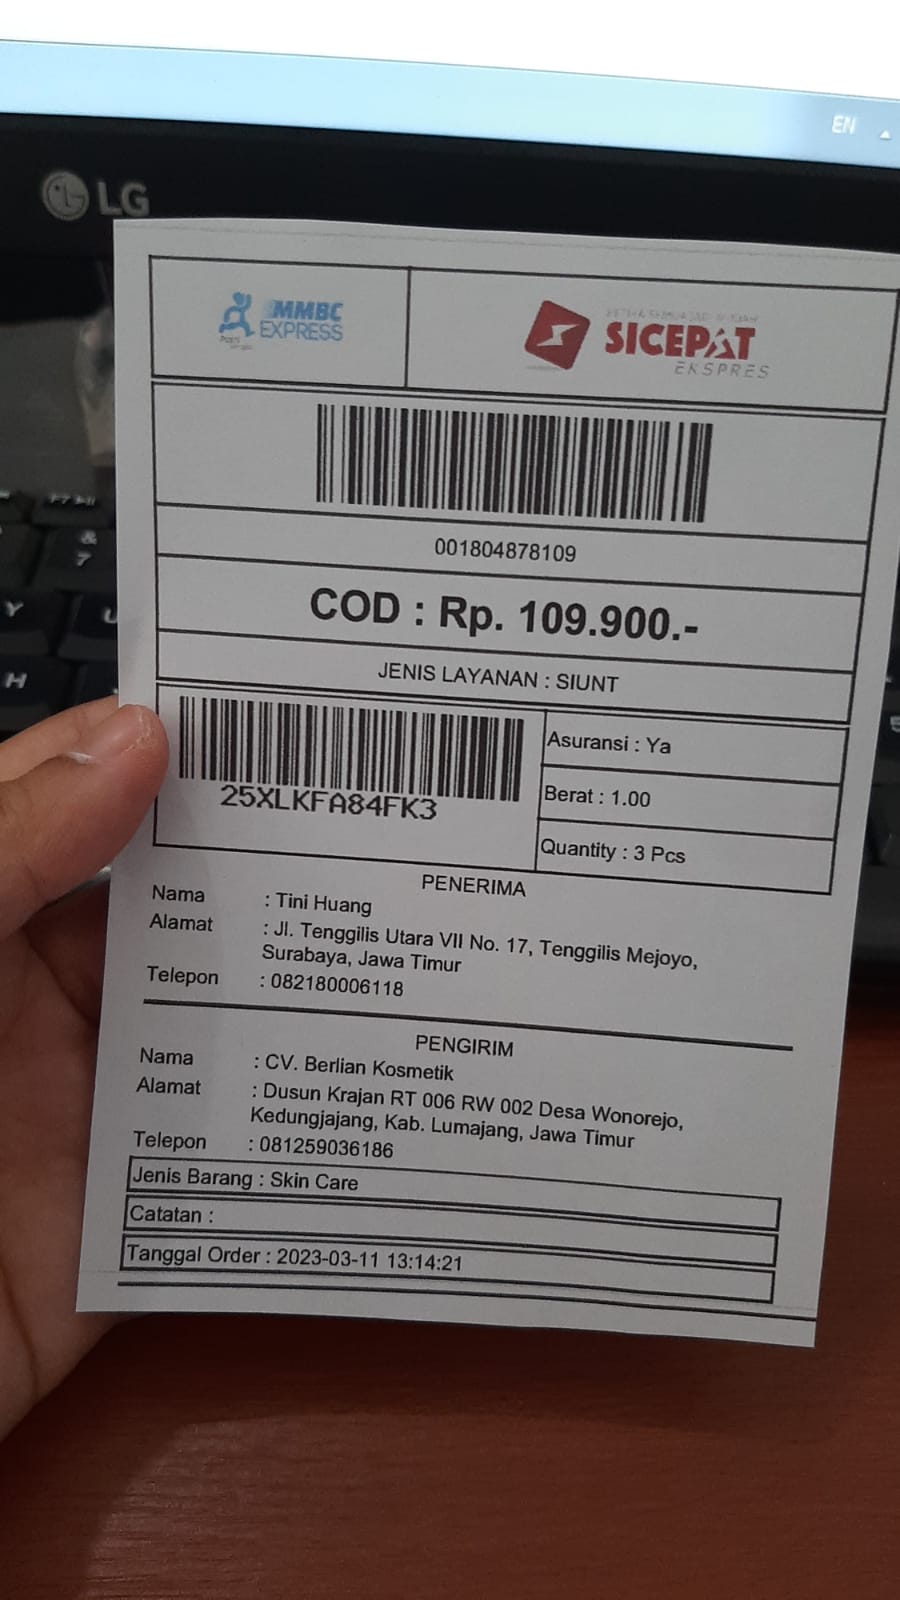 EN
LG
F7
&
7
Y
U
H
MMBC
EXPRESS
SICEPAT
EKSPRES
001804878109
COD : Rp. 109.900.-
JENIS LAYANAN : SIUNT
25XLKFA84FK3
Asuransi : Ya
Berat : 1.00
Quantity : 3 Pcs
PENERIMA
Nama : Tini Huang
Alamat : Jl. Tenggilis Utara VII No. 17, Tenggilis Mejoyo,
Surabaya, Jawa Timur
Telepon : 082180006118
PENGIRIM
Nama : CV. Berlian Kosmetik
Alamat : Dusun Krajan RT 006 RW 002 Desa Wonorejo,
Kedungjajang, Kab. Lumajang, Jawa Timur
Telepon : 081259036186
Jenis Barang : Skin Care
Catatan :
Tanggal Order : 2023-03-11 13:14:21